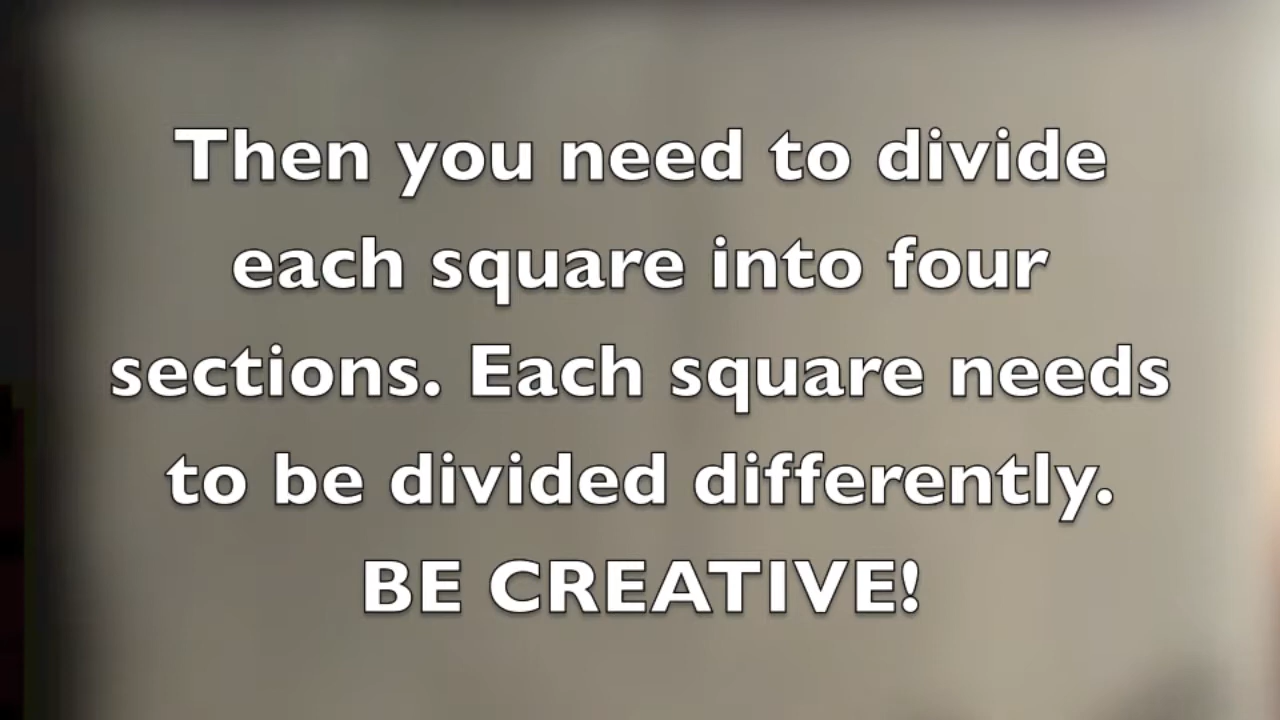 Then you need to divide
each square into four
sections. Each square needs
to be divided differently.
BE CREATIVE!